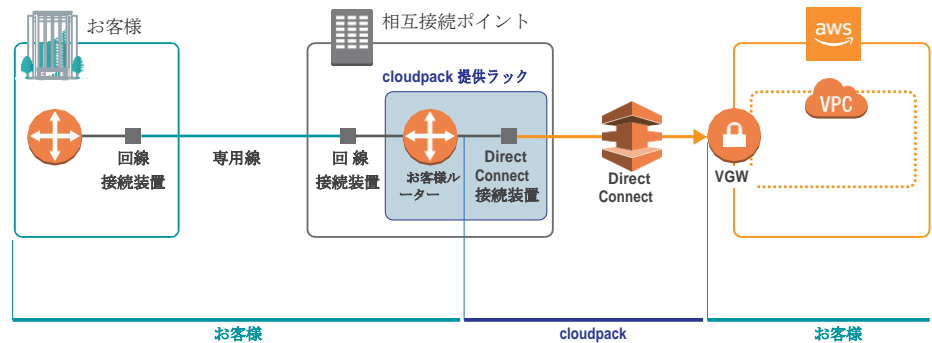 お客様
相互接続ポイント
aws
cloudpack 提供ラック
VPC
回線
接続装置
専用線
回 線
接続装置
お客様ル
ーター
Direct
Connect
接続装置
Direct
Connect
VGW
お客様
cloudpack
お客様